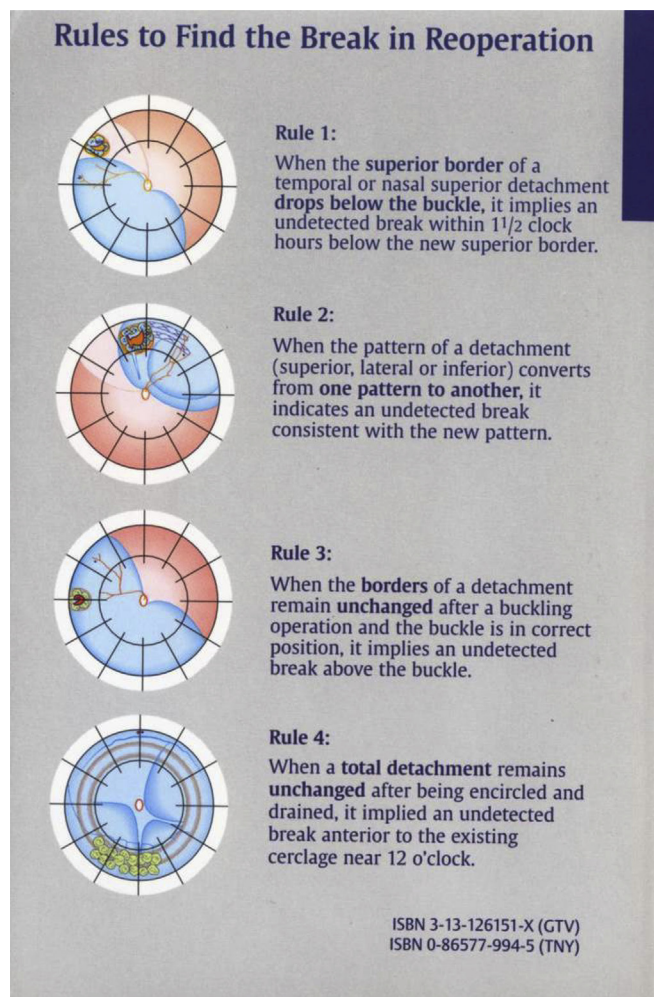 Rules to Find the Break in Reoperation
Rule 1:
When the superior border of a
temporal or nasal superior detachment
drops below the buckle, it implies an
undetected break within 1 1/2 clock
hours below the new superior border.
Rule 2:
When the pattern of a detachment
(superior, lateral or inferior) converts
from one pattern to another, it
indicates an undetected break
consistent with the new pattern.
Rule 3:
When the borders of a detachment
remain unchanged after a buckling
operation and the buckle is in correct
position, it implies an undetected
break above the buckle.
Rule 4:
When a total detachment remains
unchanged after being encircled and
drained, it implied an undetected
break anterior to the existing
cerclage near 12 o'clock.
ISBN 3-13-126151-X (GTV)
ISBN 0-86577-994-5 (TNY)